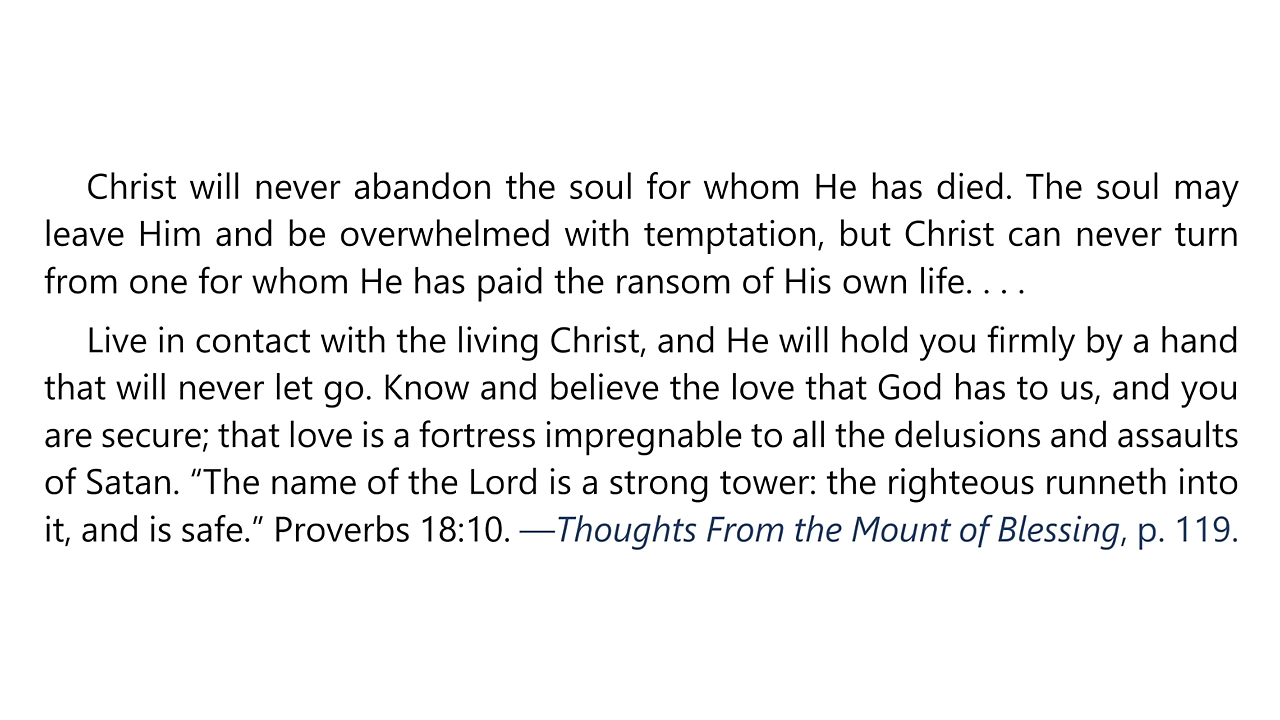 Christ will never abandon the soul for whom He has died. The soul may
leave Him and be overwhelmed with temptation, but Christ can never turn
from one for whom He has paid the ransom of His own life. . . .
Live in contact with the living Christ, and He will hold you firmly by a hand
that will never let go. Know and believe the love that God has to us, and you
are secure; that love is a fortress impregnable to all the delusions and assaults
of Satan. “The name of the Lord is a strong tower: the righteous runneth into
it, and is safe.” Proverbs 18:10. —Thoughts From the Mount of Blessing, p. 119.